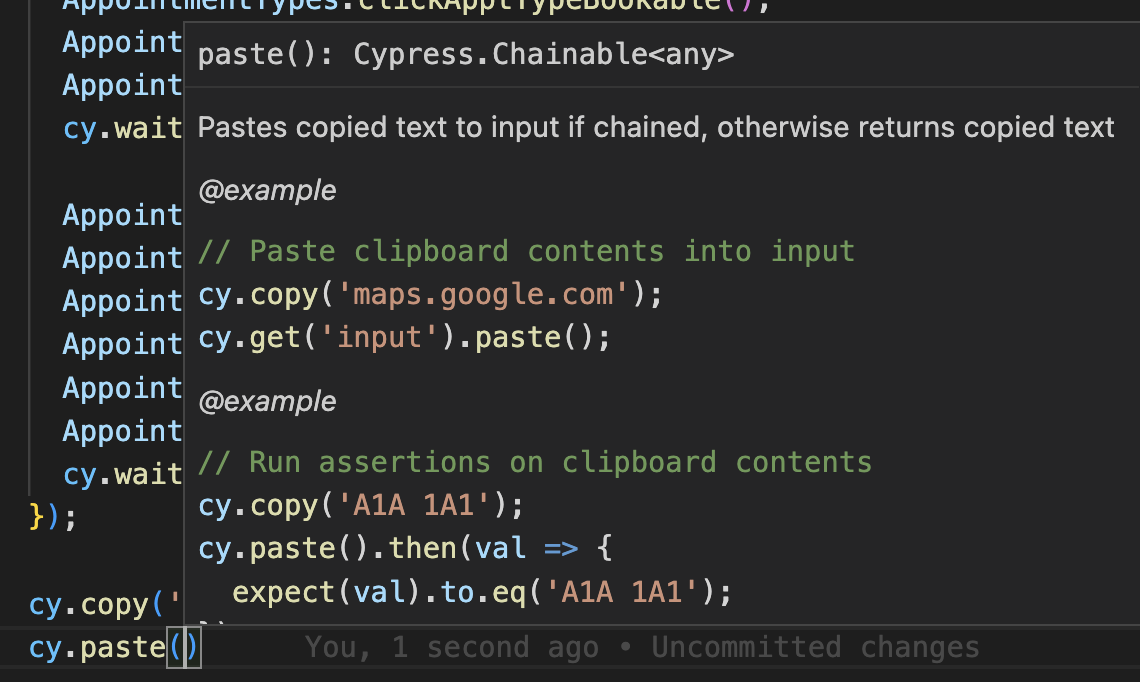 AppointmentTypes.clickApptTypeBookable();
Appoint
paste(): Cypress.Chainable<any>
Appoint
cy.wait
Pastes copied text to input if chained, otherwise returns copied text
@example
Appoint
// Paste clipboard contents into input
Appoint
cy.copy('maps.google.com');
Appoint
cy.get('input').paste();
Appoint
Appoint
@example
Appoint
// Run assertions on clipboard contents
cy.wait
cy.copy('A1A 1A1');
});
cy.paste().then(val => {
expect(val).to.eq('A1A 1A1');
cy.copy('
cy.paste() You, 1 second ago • Uncommitted changes